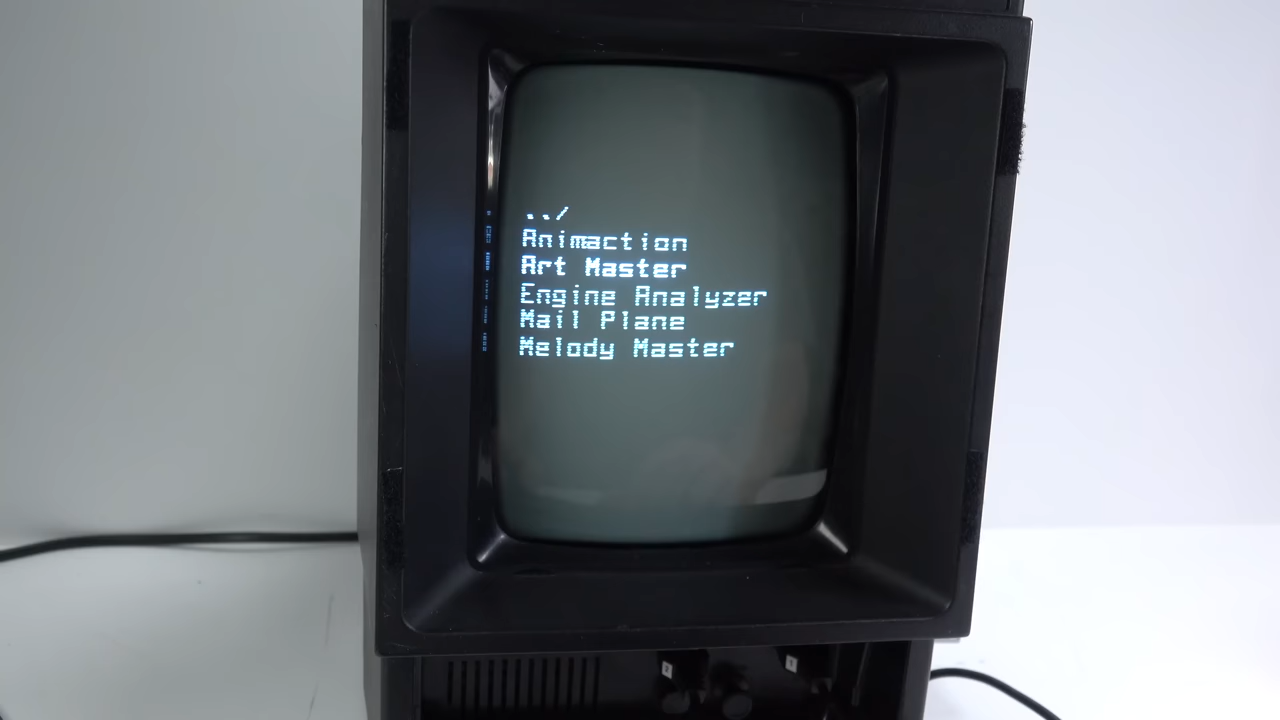 ../
Animaction
Art Master
Engine Analyzer
Mail Plane
Melody Master